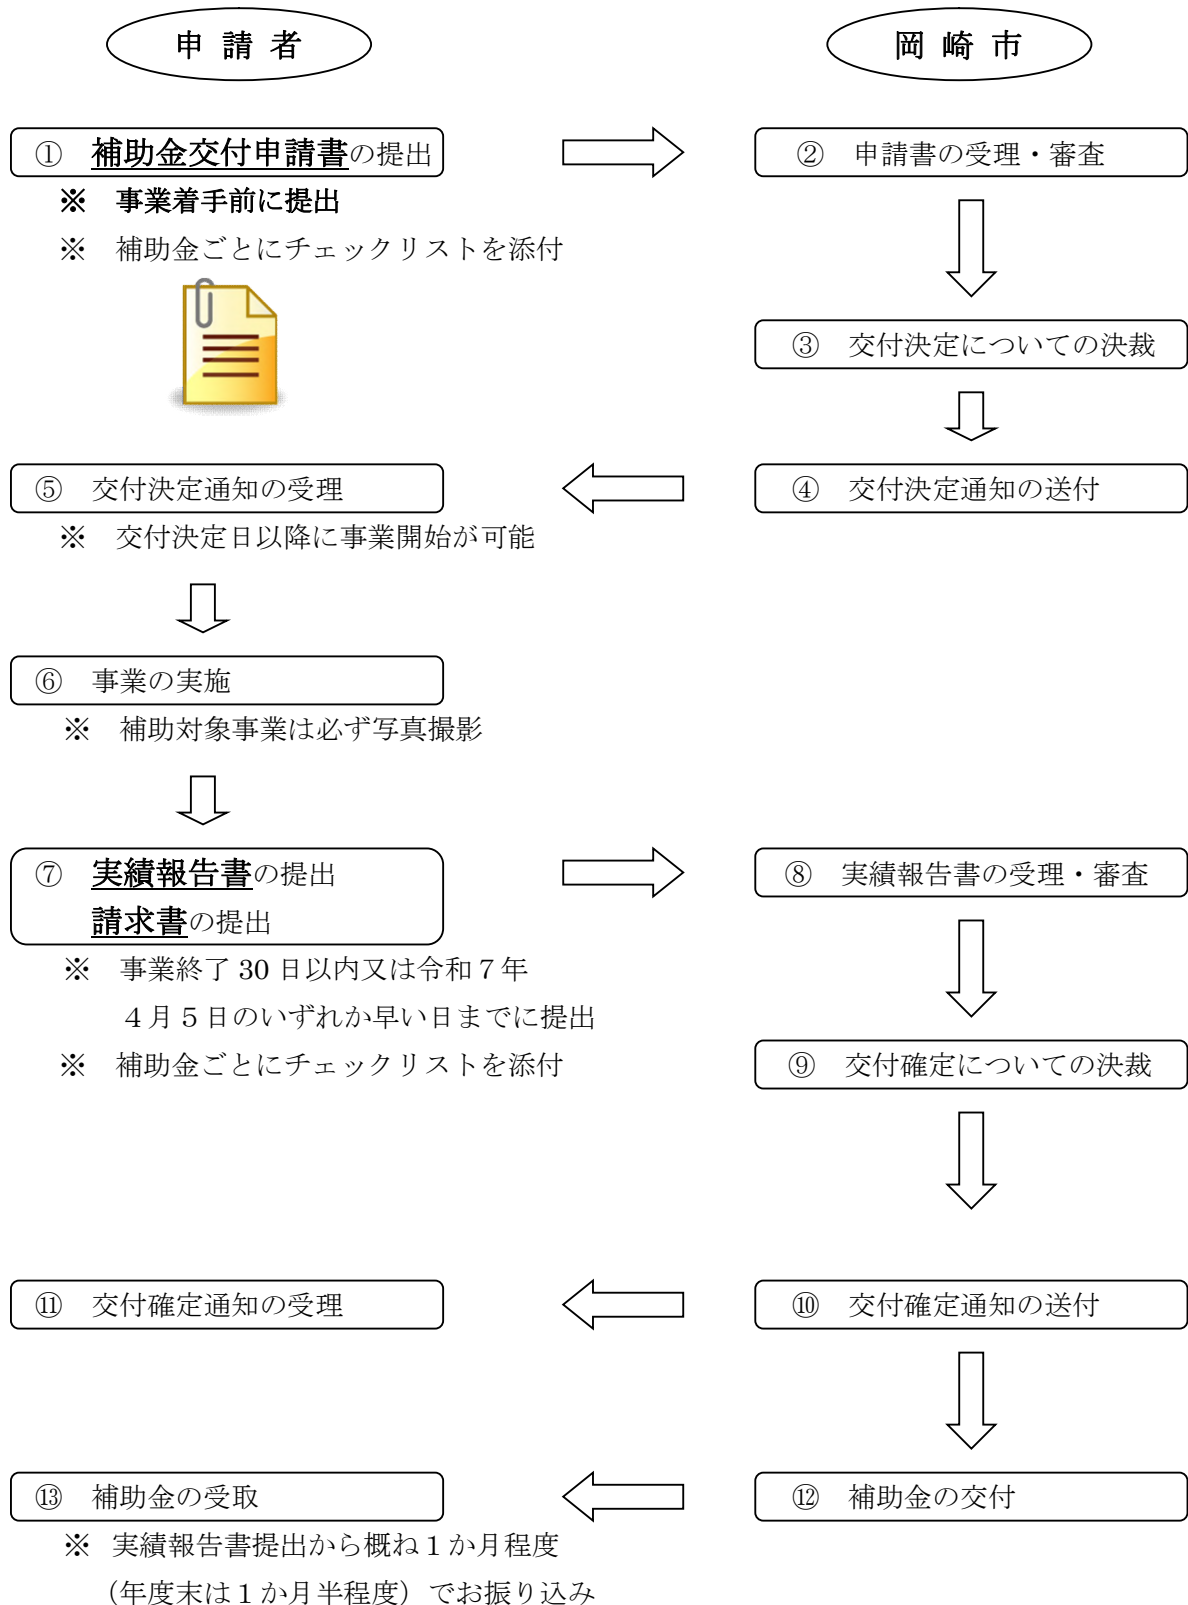 申 請 者
岡 崎 市
① 補助金交付申請書の提出
② 申請書の受理・審査
※ 事業着手前に提出
※ 補助金ごとにチェックリストを添付
③ 交付決定についての決裁
⑤ 交付決定通知の受理
④ 交付決定通知の送付
※ 交付決定日以降に事業開始が可能
⑥ 事業の実施
※ 補助対象事業は必ず写真撮影
⑦ 実績報告書の提出
請求書の提出
⑧ 実績報告書の受理・審査
※ 事業終了 30 日以内又は令和７年
４月５日のいずれか早い日までに提出
※ 補助金ごとにチェックリストを添付
⑨ 交付確定についての決裁
⑪ 交付確定通知の受理
⑩ 交付確定通知の送付
⑬ 補助金の受取
⑫ 補助金の交付
※ 実績報告書提出から概ね１か月程度
（年度末は１か月半程度）でお振り込み